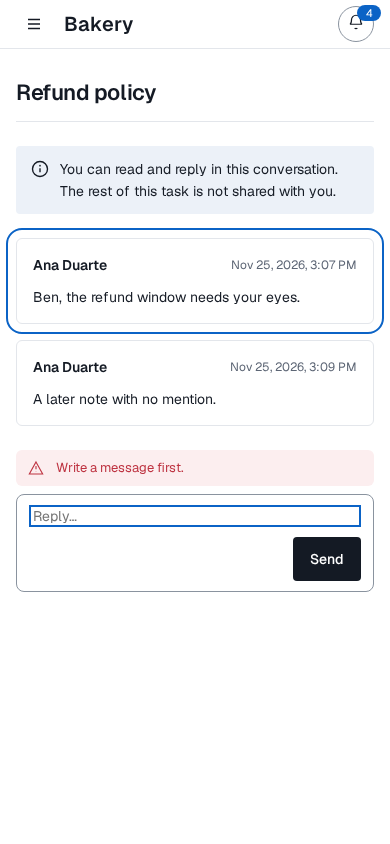 Bakery
4
Refund policy
You can read and reply in this conversation.
The rest of this task is not shared with you.
Ana Duarte
Nov 25, 2026, 3:07 PM
Ben, the refund window needs your eyes.
Ana Duarte
Nov 25, 2026, 3:09 PM
A later note with no mention.
Write a message first.
Reply...
Send